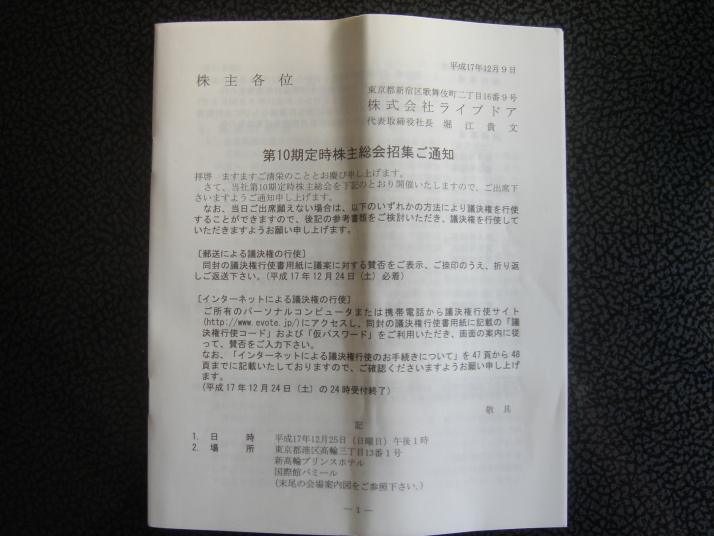 平成17年12月9日
株主各位
東京都新宿区歌舞伎町二丁目16番9号
株式会社ライブドア
代表取締役社長 堀江貴文
第10期定時株主総会招集ご通知
拝啓 ますますご清栄のこととお慶び申し上げます。
さて、当社第10期定時株主総会を下記のとおり開催いたしますので、ご出席下
さいますようご通知申し上げます。
なお、当日ご出席願えない場合は、以下のいずれかの方法により議決権を行使
することができますので、後記の参考書類をご検討いただき、議決権を行使して
いただきますようお願い申し上げます。
［郵送による議決権の行使］
同封の議決権行使書用紙に議案に対する賛否をご表示、ご捺印のうえ、折り返
しご返送下さい。（平成17年12月24日（土）必着）
［インターネットによる議決権の行使］
ご所有のパーソナルコンピュータまたは携帯電話から議決権行使サイト
(http://www.evote.jp/)にアクセスし、同封の議決権行使書用紙に記載の「議
決権行使コード」および「仮パスワード」をご利用いただき、画面の案内に従
って、賛否をご入力下さい。
なお、「インターネットによる議決権行使のお手続きについて」を47頁から48
頁までに記載いたしておりますので、ご確認くださいますようお願い申し上げ
ます。
（平成17年12月24日（土）の24時受付終了）
敬具
記
1. 日時 平成17年12月25日（日曜日）午後1時
2. 場所 東京都港区高輪三丁目13番1号
新高輪プリンスホテル
国際館パミール
（末尾の会場案内図をご参照下さい。）
― 1 ―